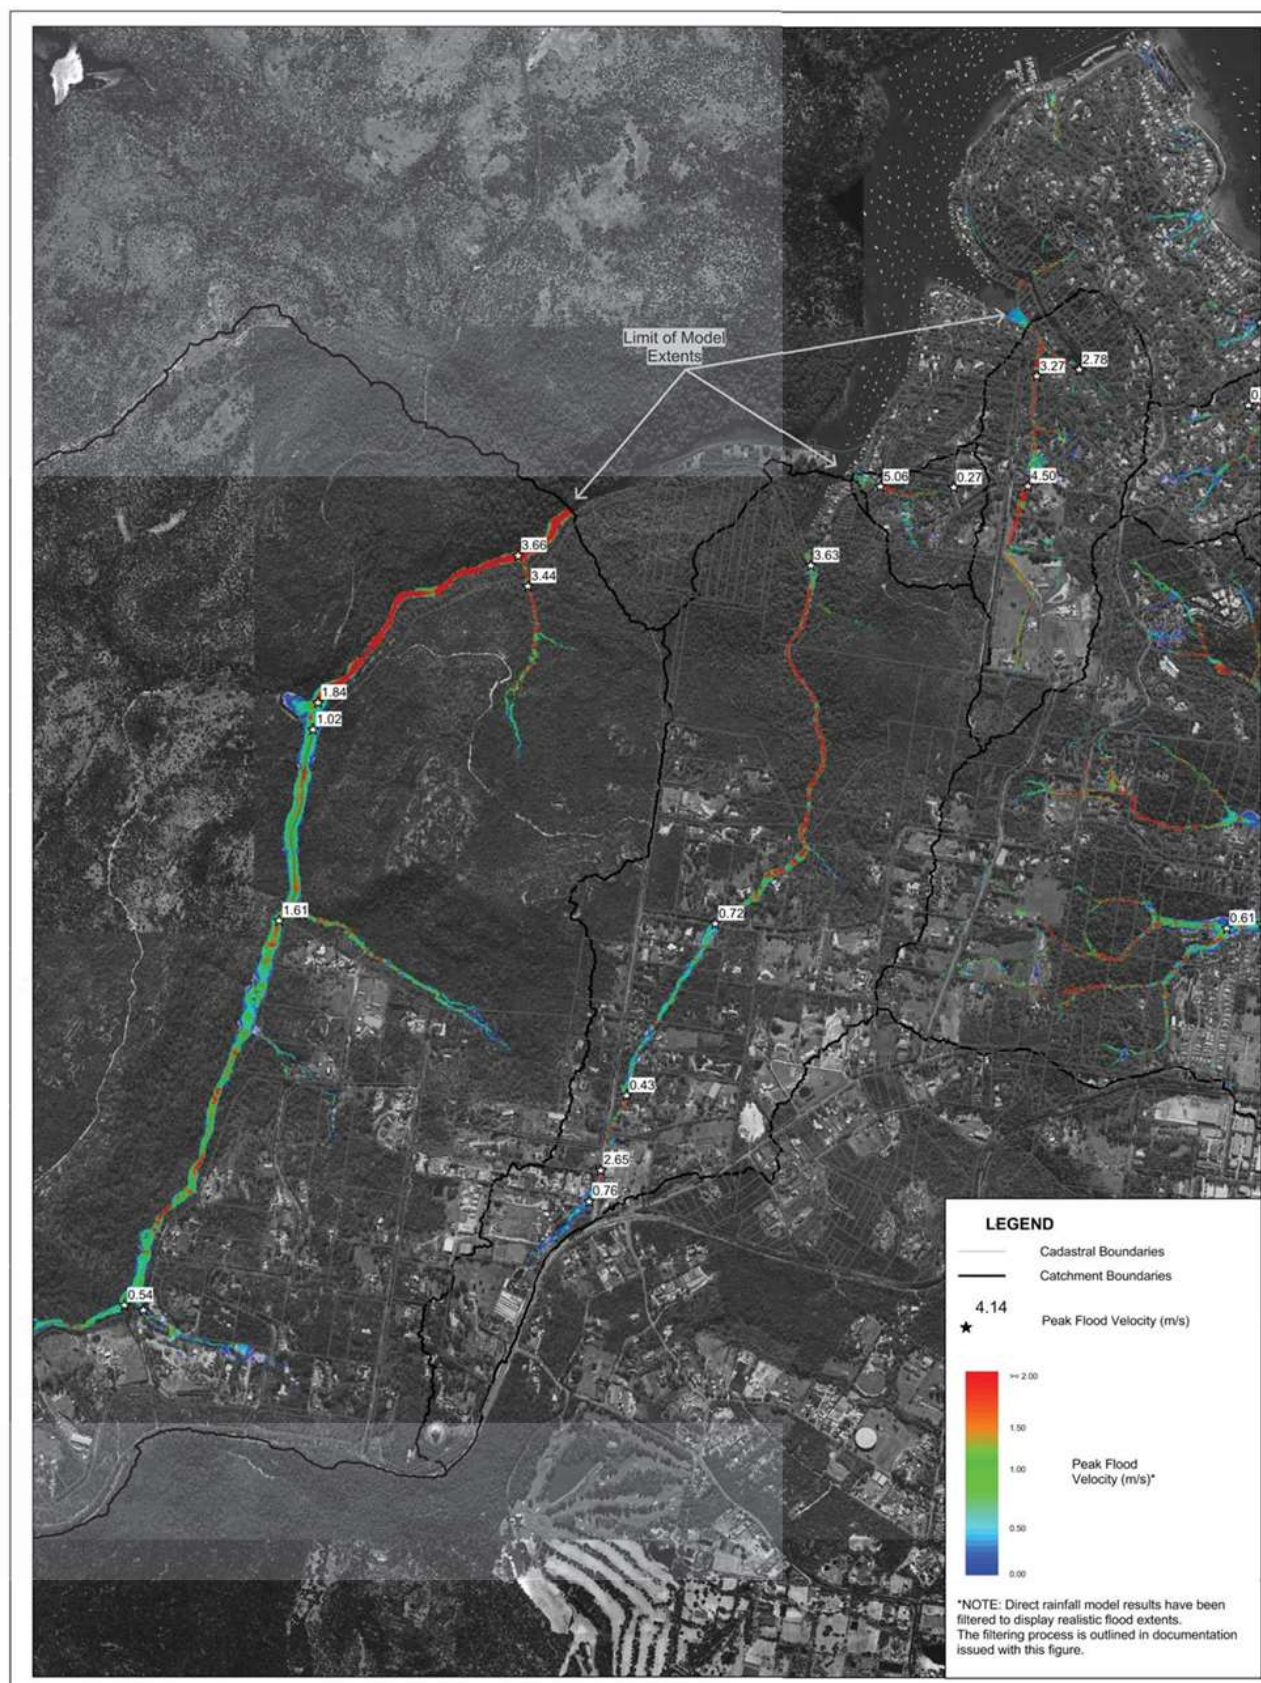 Limit of Model
Extents
2.78
3.27
0.
5.06
0.27
4.50
3.66
3.63
3.44
1.84
1.02
1.61
0.72
0.61
0.43
2.65
0.76
0.54
LEGEND
Cadastral Boundaries
Catchment Boundaries
4.14
Peak Flood Velocity (m/s)
>= 2.00
1.50
1.00
Peak Flood
Velocity (m/s)*
0.50
0.00
*NOTE: Direct rainfall model results have been
filtered to display realistic flood extents.
The filtering process is outlined in documentation
issued with this figure.